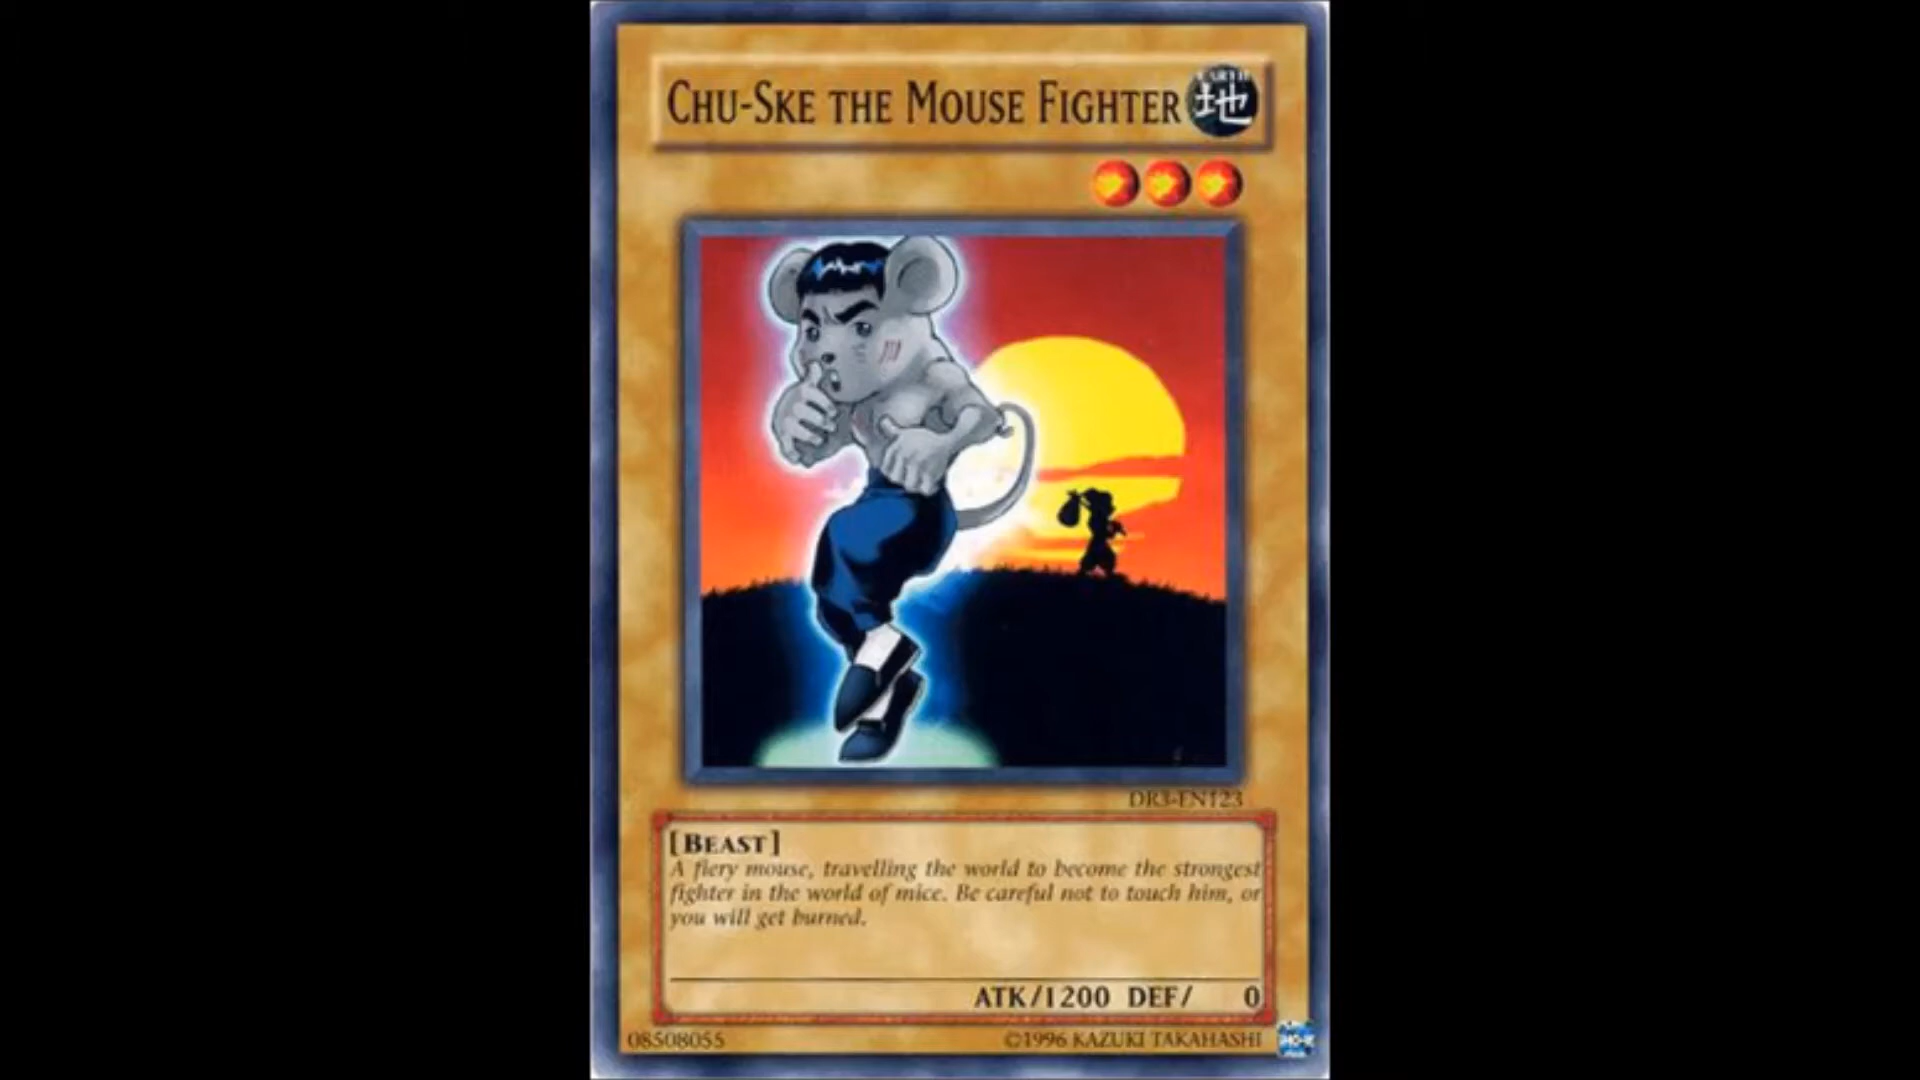 CHU-SKE THE MOUSE FIGHTER
EARTH
地
DR3-EN123
[BEAST]
A fiery mouse, travelling the world to become the strongest
fighter in the world of mice. Be careful not to touch him, or
you will get burned.
ATK/1200 DEF/ 0
08508055
©1996 KAZUKI TAKAHASHI